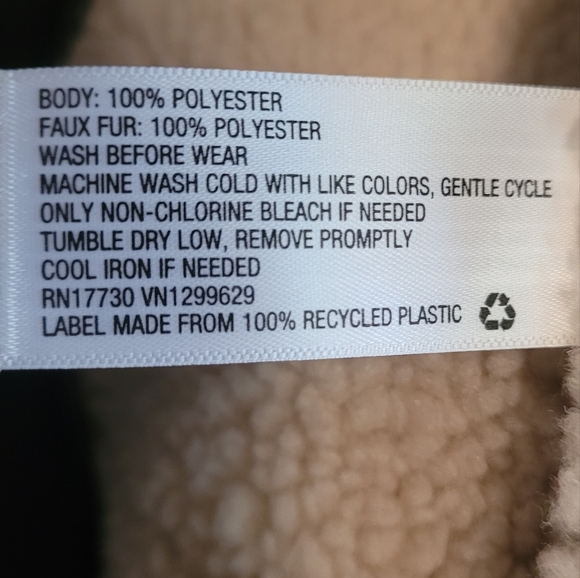 BODY: 100% POLYESTER
FAUX FUR: 100% POLYESTER
WASH BEFORE WEAR
MACHINE WASH COLD WITH LIKE COLORS, GENTLE CYCLE
ONLY NON-CHLORINE BLEACH IF NEEDED
TUMBLE DRY LOW, REMOVE PROMPTLY
COOL IRON IF NEEDED
RN17730 VN1299629
LABEL MADE FROM 100% RECYCLED PLASTIC